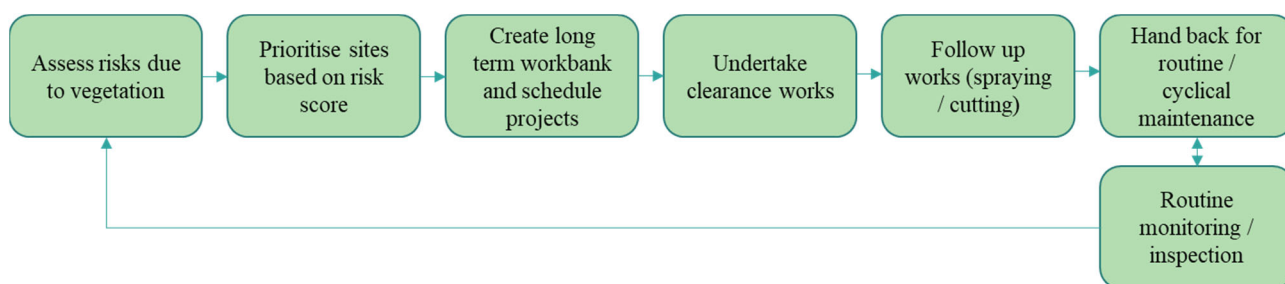 Assess risks due
to vegetation
Prioritise sites
based on risk
score
Create long
term workbank
and schedule
projects
Undertake
clearance works
Follow up
works (spraying
/ cutting)
Hand back for
routine /
cyclical
maintenance
Routine
monitoring /
inspection